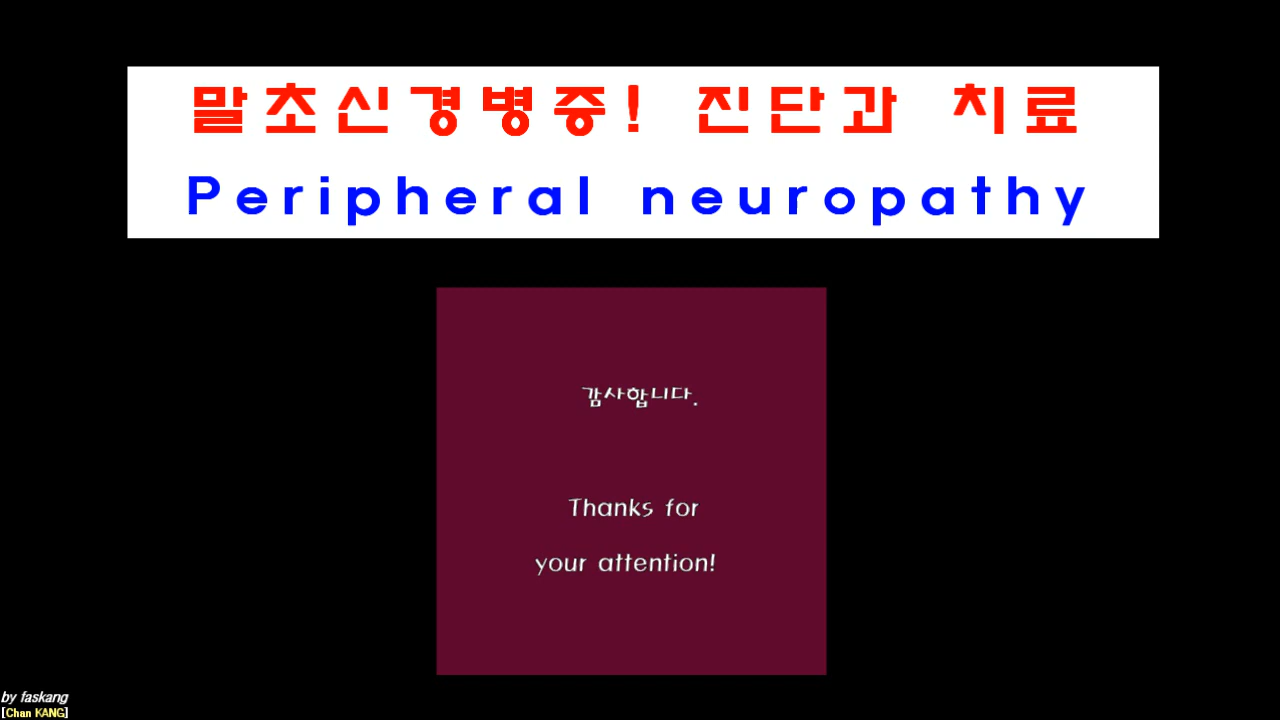 말초신경병증! 진단과 치료
Peripheral neuropathy
감사합니다.
Thanks for
your attention!
by faskang
[Chan KANG]